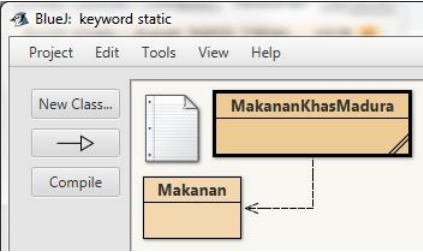 BlueJ: keyword static
Project Edit Tools View Help
New Class...
MakananKhasMadura
Compile
Makanan